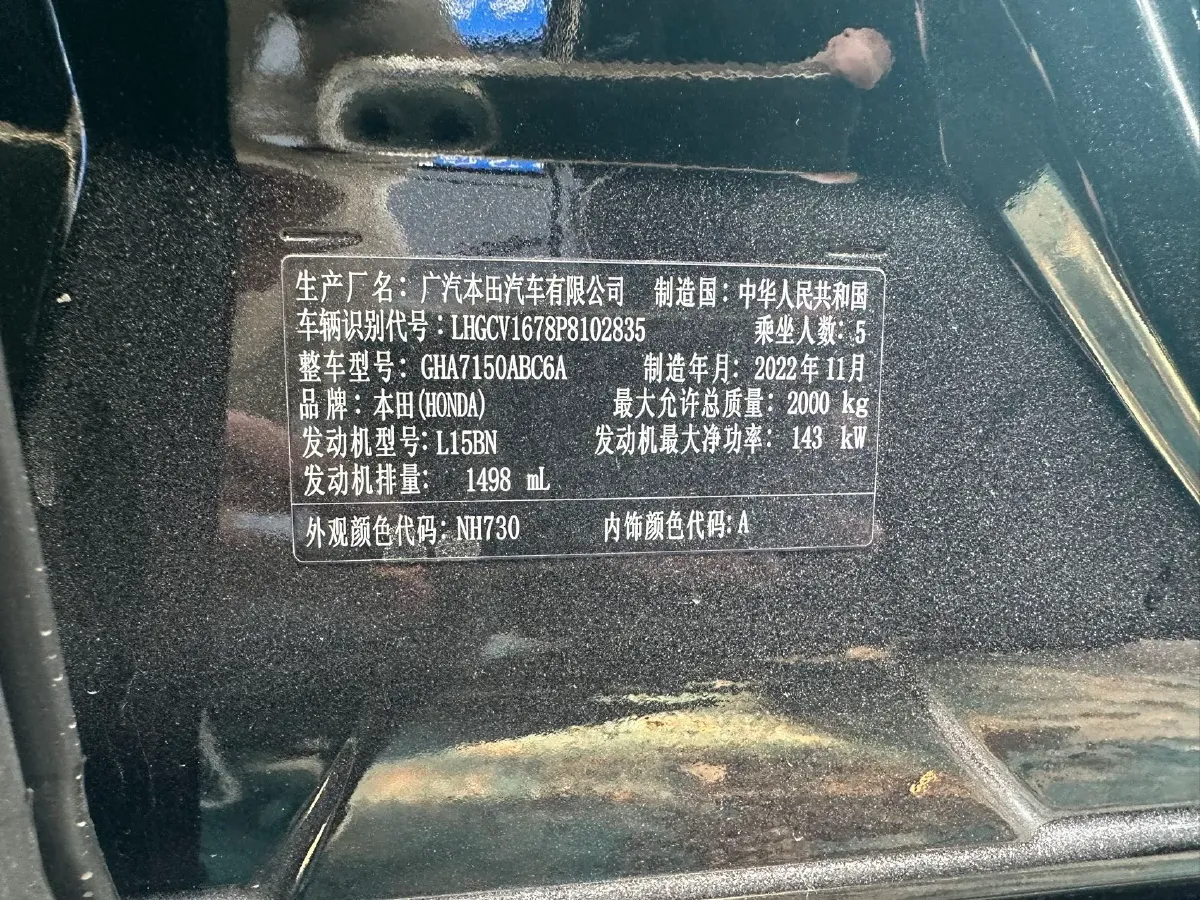 生产厂名：广汽本田汽车有限公司 制造国：中华人民共和国
车辆识别代号：LHGCV1678P8102835 乘坐人数：5
整车型号：GHA7150ABC6A 制造年月：2022年11月
品牌：本田(HONDA) 最大允许总质量：2000 kg
发动机型号：L15BN 发动机最大净功率：143 kW
发动机排量：1498 mL
外观颜色代码：NH730 内饰颜色代码：A